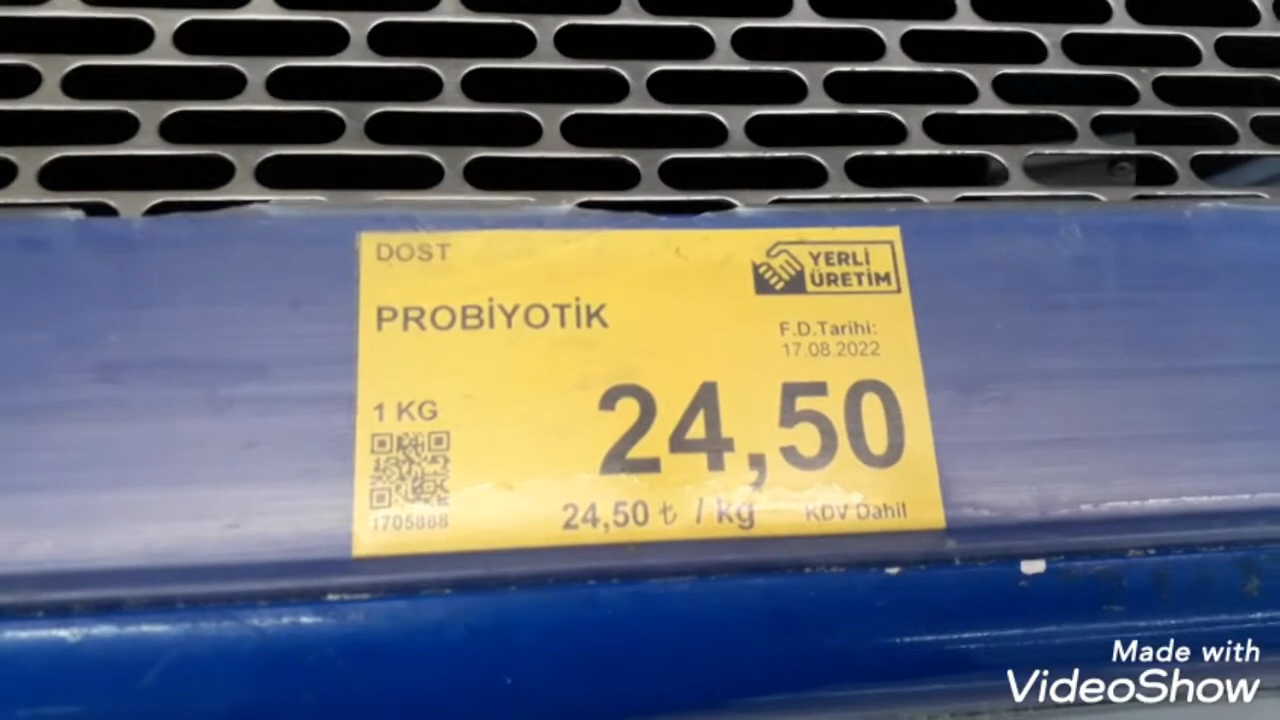 DOST
YERLİ
ÜRETİM
PROBİYOTİK
F.D.Tarihi:
17.08.2022
1 KG
24,50
1705888
24,50 ₺ / kg
KDV Dahil
Made with
VideoShow